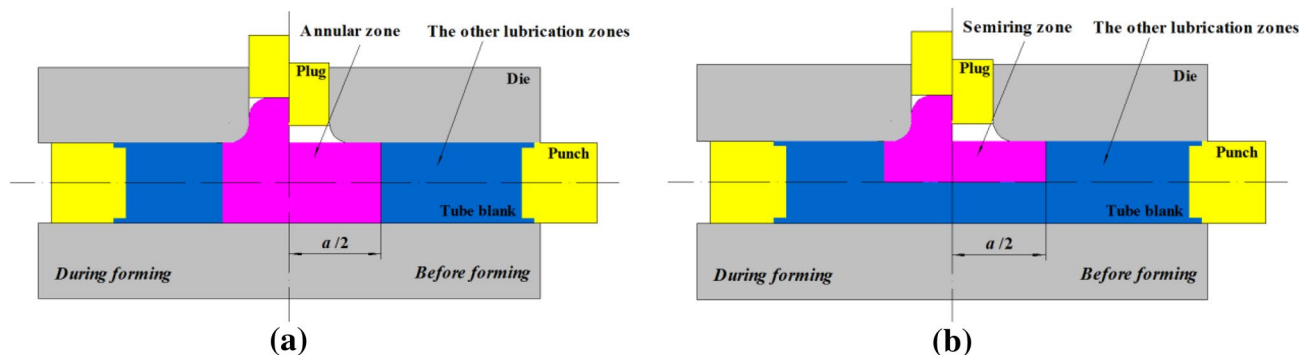 Annular zone
The other lubrication zones
Plug
Die
Punch
Tube blank
a/2
During forming
Before forming
(a)
Semiring zone
The other lubrication zones
Plug
Die
Punch
Tube blank
a/2
During forming
Before forming
(b)